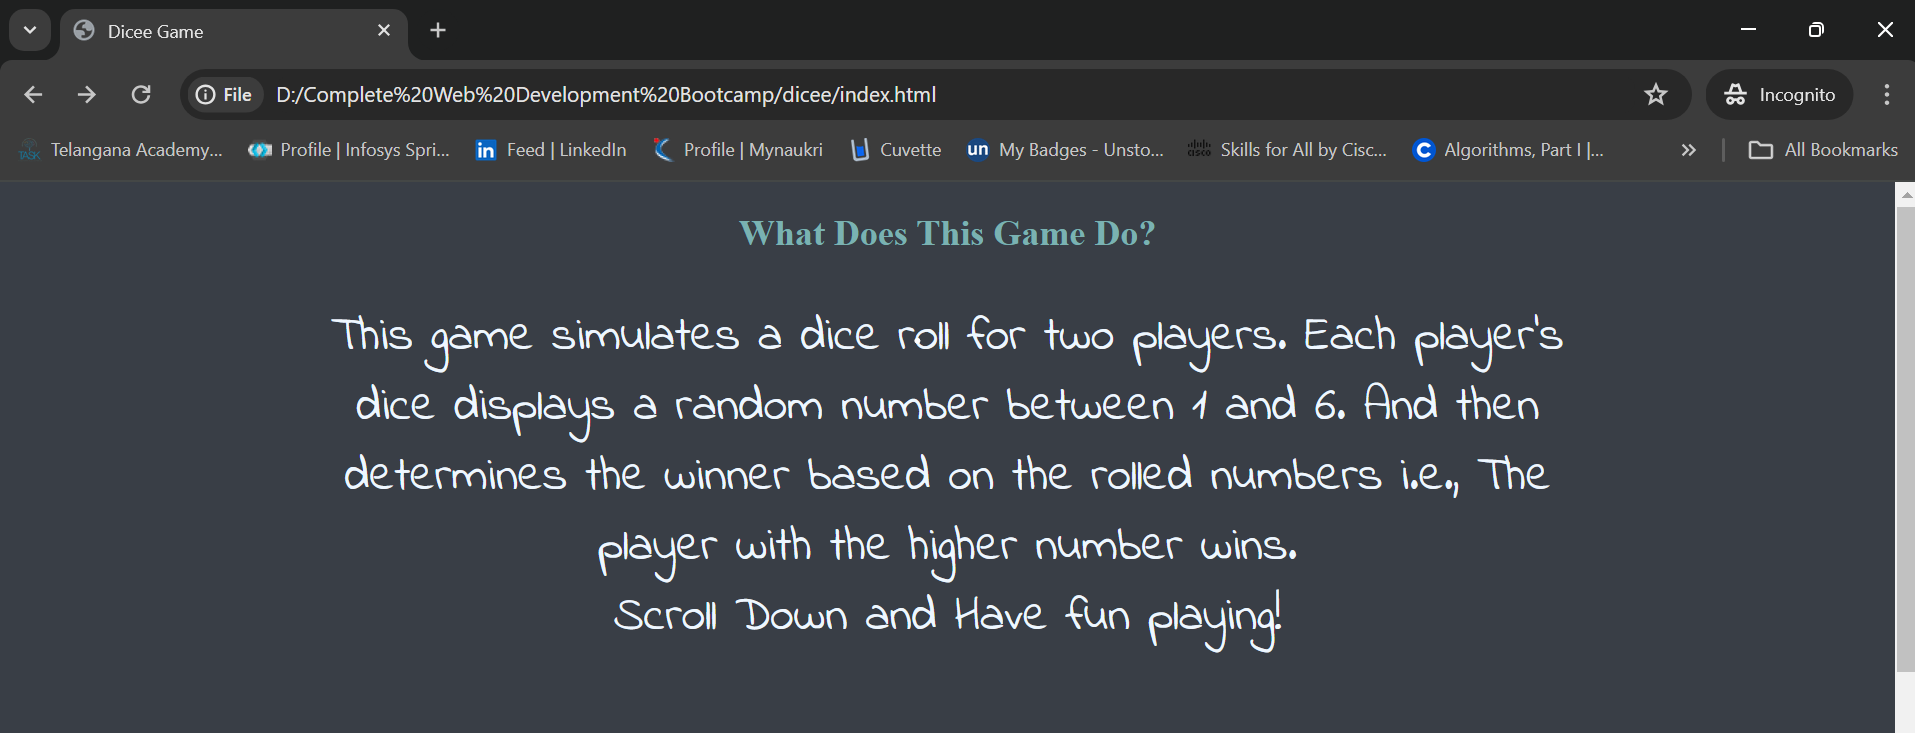 Dicee Game
File D:/Complete%20Web%20Development%20Bootcamp/dicee/index.html Incognito
TASK Telangana Academy... Profile | Infosys Spri... in Feed | LinkedIn Profile | Mynaukri Cuvette un My Badges - Unsto... cisco Skills for All by Cisc... C Algorithms, Part I |... » All Bookmarks
What Does This Game Do?
This game simulates a dice roll for two players. Each player's
dice displays a random number between 1 and 6. And then
determines the winner based on the rolled numbers i.e., The
player with the higher number wins.
Scroll Down and Have fun playing!